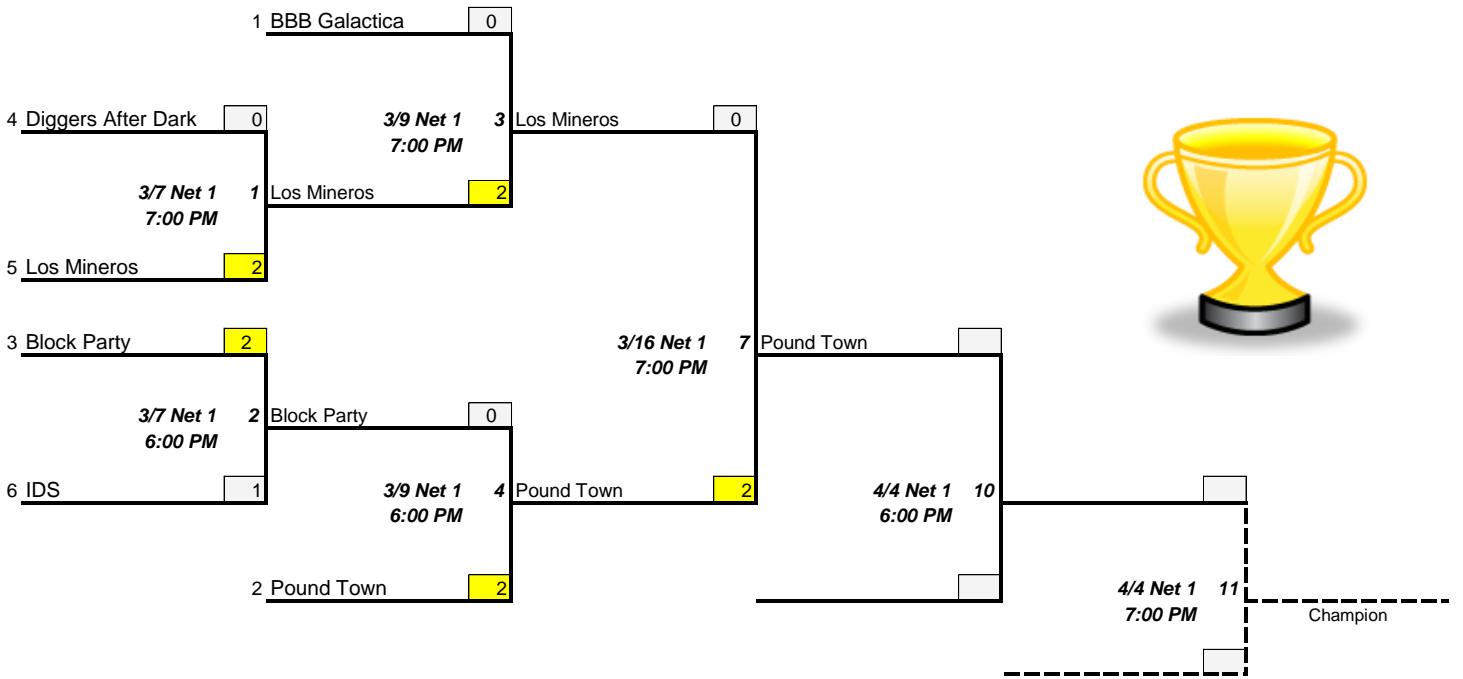 1 BBB Galactica 0
4 Diggers After Dark 0
3/9 Net 1 3 Los Mineros 0
7:00 PM
3/7 Net 1 1 Los Mineros 2
7:00 PM
5 Los Mineros 2
3 Block Party 2
3/16 Net 1 7 Pound Town
7:00 PM
3/7 Net 1 2 Block Party 0
6:00 PM
6 IDS 1
3/9 Net 1 4 Pound Town 2
6:00 PM
4/4 Net 1 10
6:00 PM
2 Pound Town 2
4/4 Net 1 11
7:00 PM
Champion